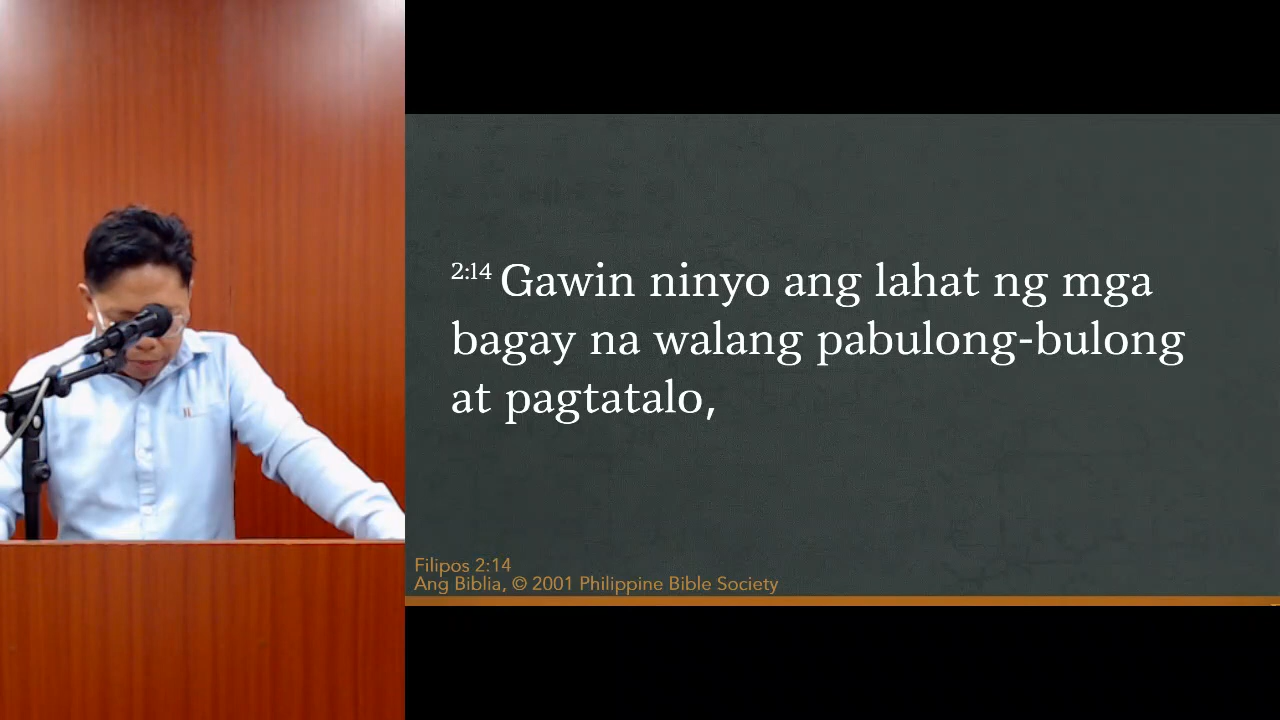 2:14 Gawin ninyo ang lahat ng mga
bagay na walang pabulong-bulong
at pagtatalo,
Filipos 2:14
Ang Biblia, © 2001 Philippine Bible Society